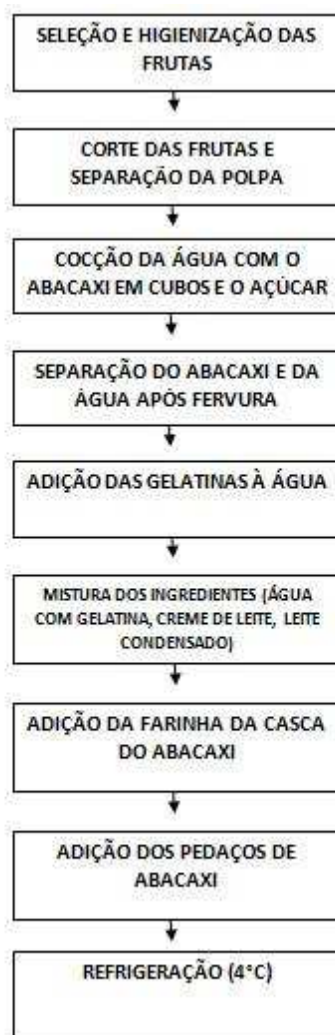 SELEÇÃO E HIGIENIZAÇÃO DAS
FRUTAS
CORTE DAS FRUTAS E
SEPARAÇÃO DA POLPA
COCÇÃO DA ÁGUA COM O
ABACAXI EM CUBOS E O AÇÚCAR
SEPARAÇÃO DO ABACAXI E DA
ÁGUA APÓS FERVURA
ADIÇÃO DAS GELATINAS À ÁGUA
MISTURA DOS INGREDIENTES (ÁGUA
COM GELATINA, CREME DE LEITE, LEITE
CONDENSADO)
ADIÇÃO DA FARINHA DA CASCA
DO ABACAXI
ADIÇÃO DOS PEDAÇOS DE
ABACAXI
REFRIGERAÇÃO (4°C)